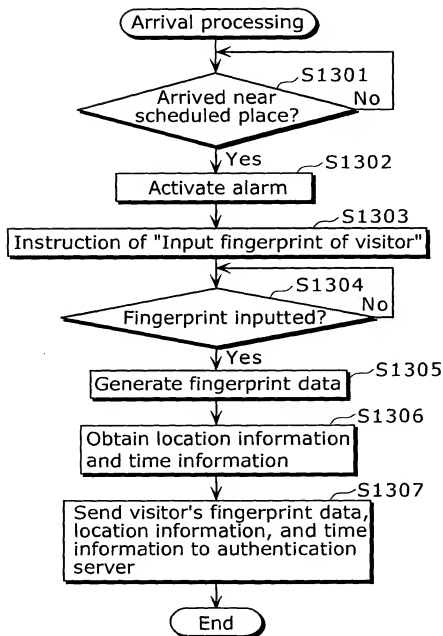 Arrival processing
S1301
Arrived near
scheduled place?
No
Yes
S1302
Activate alarm
S1303
Instruction of "Input fingerprint of visitor"
S1304
No
Fingerprint inputted?
Yes
S1305
Generate fingerprint data
S1306
Obtain location information
and time information
S1307
Send visitor's fingerprint data,
location information, and time
information to authentication
server
End